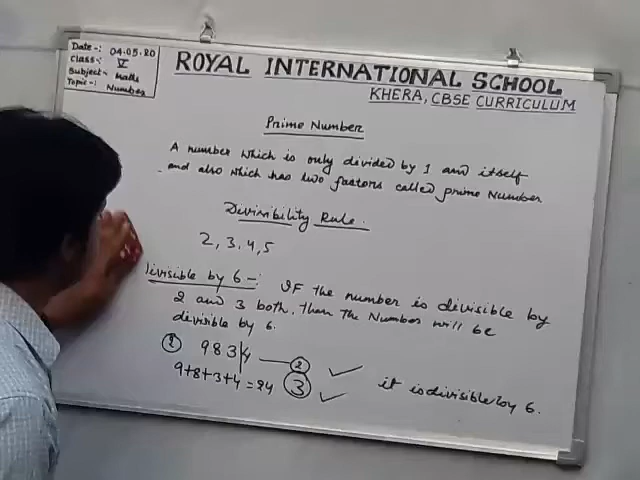 Date -: 04.05.20
Class -: V
Subject -: Maths
Topic -: Number
ROYAL INTERNATIONAL SCHOOL
KHERA, CBSE CURRICULUM
Prime Number
A number which is only divided by 1 and itself
and also which has two factors called prime Number
Divisibility Rule.
2, 3, 4, 5
Divisible by 6 -: If the number is divisible by
2 and 3 both, then the Number will be
divisible by 6.
2 9834 — 2 ✓
9+8+3+4 = 24 3 ✓ it is divisible by 6.